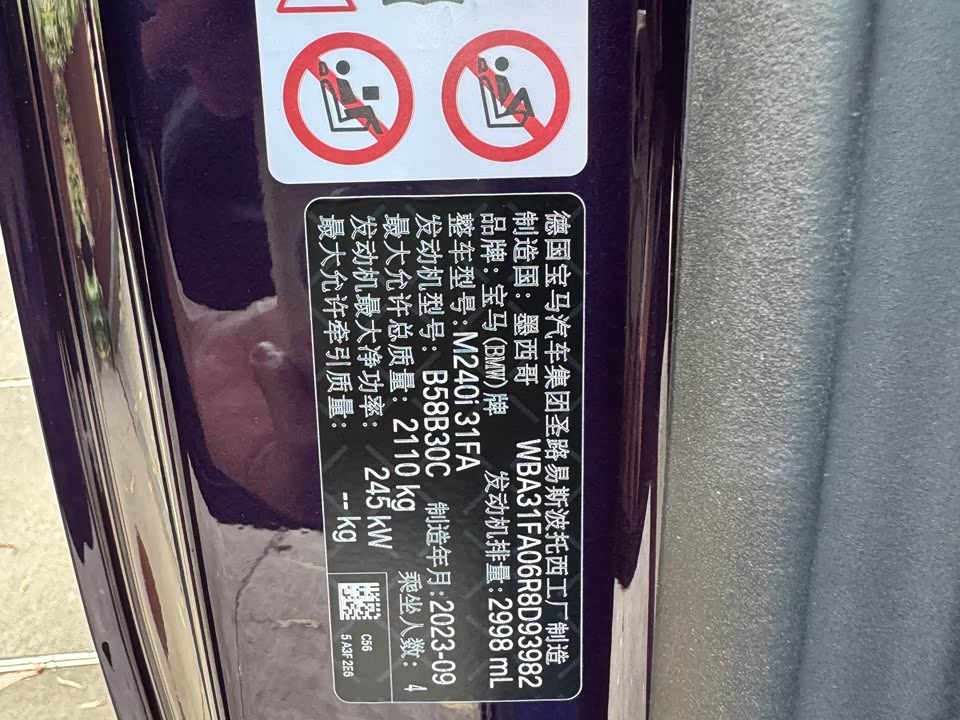 德国宝马汽车集团圣路易斯波托西工厂制造
制造国：墨西哥 WBA31FA06R8D93982
品牌：宝马(BMW)牌 发动机排量：2998 mL
整车型号：M240i 31FA
发动机型号：B58B30C 制造年月：2023-09
最大允许总质量：2110 kg 乘坐人数：4
发动机最大净功率：245 kW
最大允许牵引质量：-- kg
C56
5A3F2E6